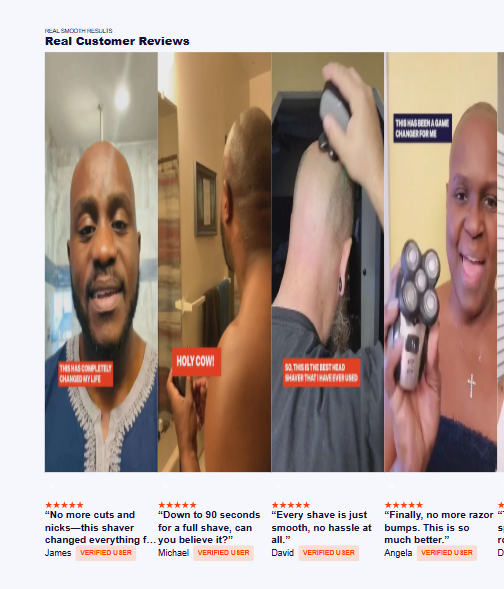 REAL SMOOTH RESULTS
Real Customer Reviews
THIS HAS COMPLETELY
CHANGED MY LIFE
HOLY COW!
SO, THIS IS THE BEST HEAD
SHAVER THAT I HAVE EVER USED
THIS HAS BEEN A GAME
CHANGER FOR ME
★★★★★
“No more cuts and
nicks—this shaver
changed everything f...
James VERIFIED USER
★★★★★
“Down to 90 seconds
for a full shave, can
you believe it?”
Michael VERIFIED USER
★★★★★
“Every shave is just
smooth, no hassle at
all.”
David VERIFIED USER
★★★★★
“Finally, no more razor
bumps. This is so
much better.”
Angela VERIFIED USER